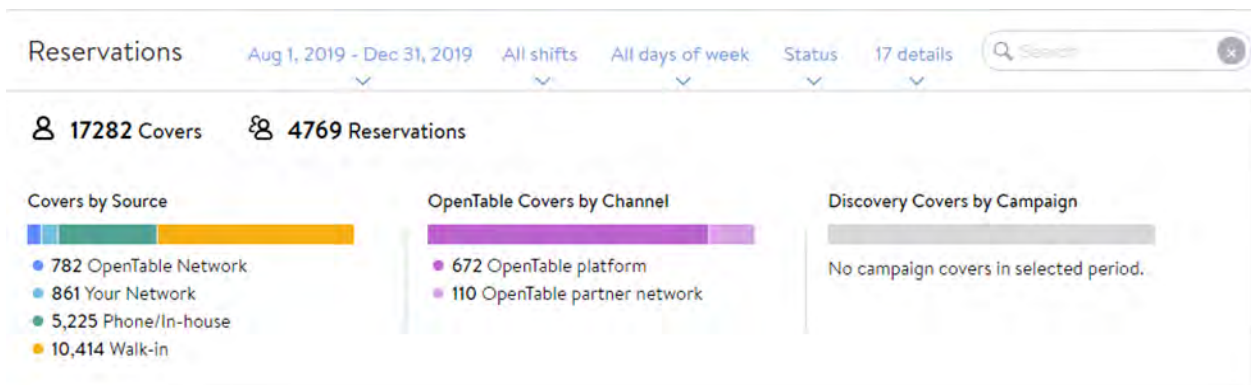 Reservations Aug 1, 2019 - Dec 31, 2019 All shifts All days of week Status 17 details Search
17282 Covers 4769 Reservations
Covers by Source
782 OpenTable Network
861 Your Network
5,225 Phone/In-house
10,414 Walk-in
OpenTable Covers by Channel
672 OpenTable platform
110 OpenTable partner network
Discovery Covers by Campaign
No campaign covers in selected period.